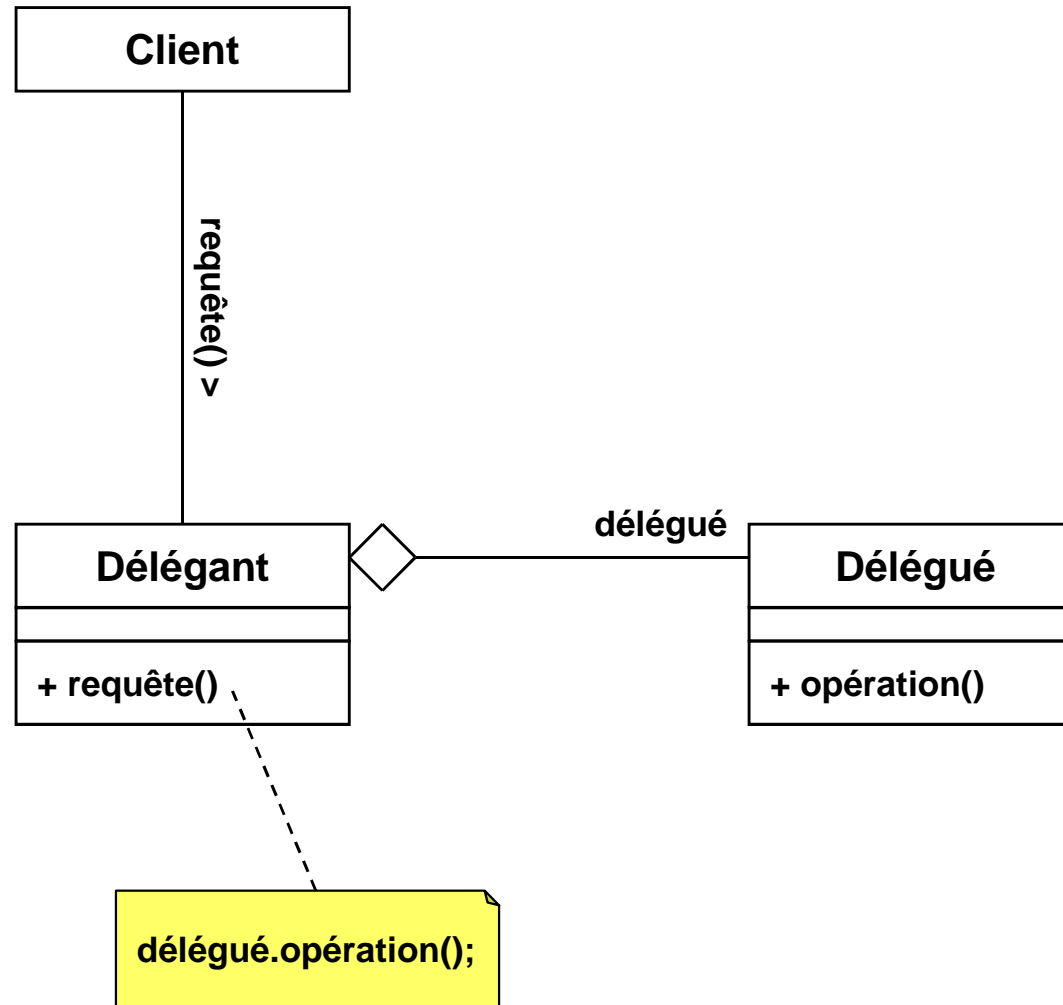 Client
requête() >
délégué
Délégant
Délégué
+ requête()
+ opération()
délégué.opération();